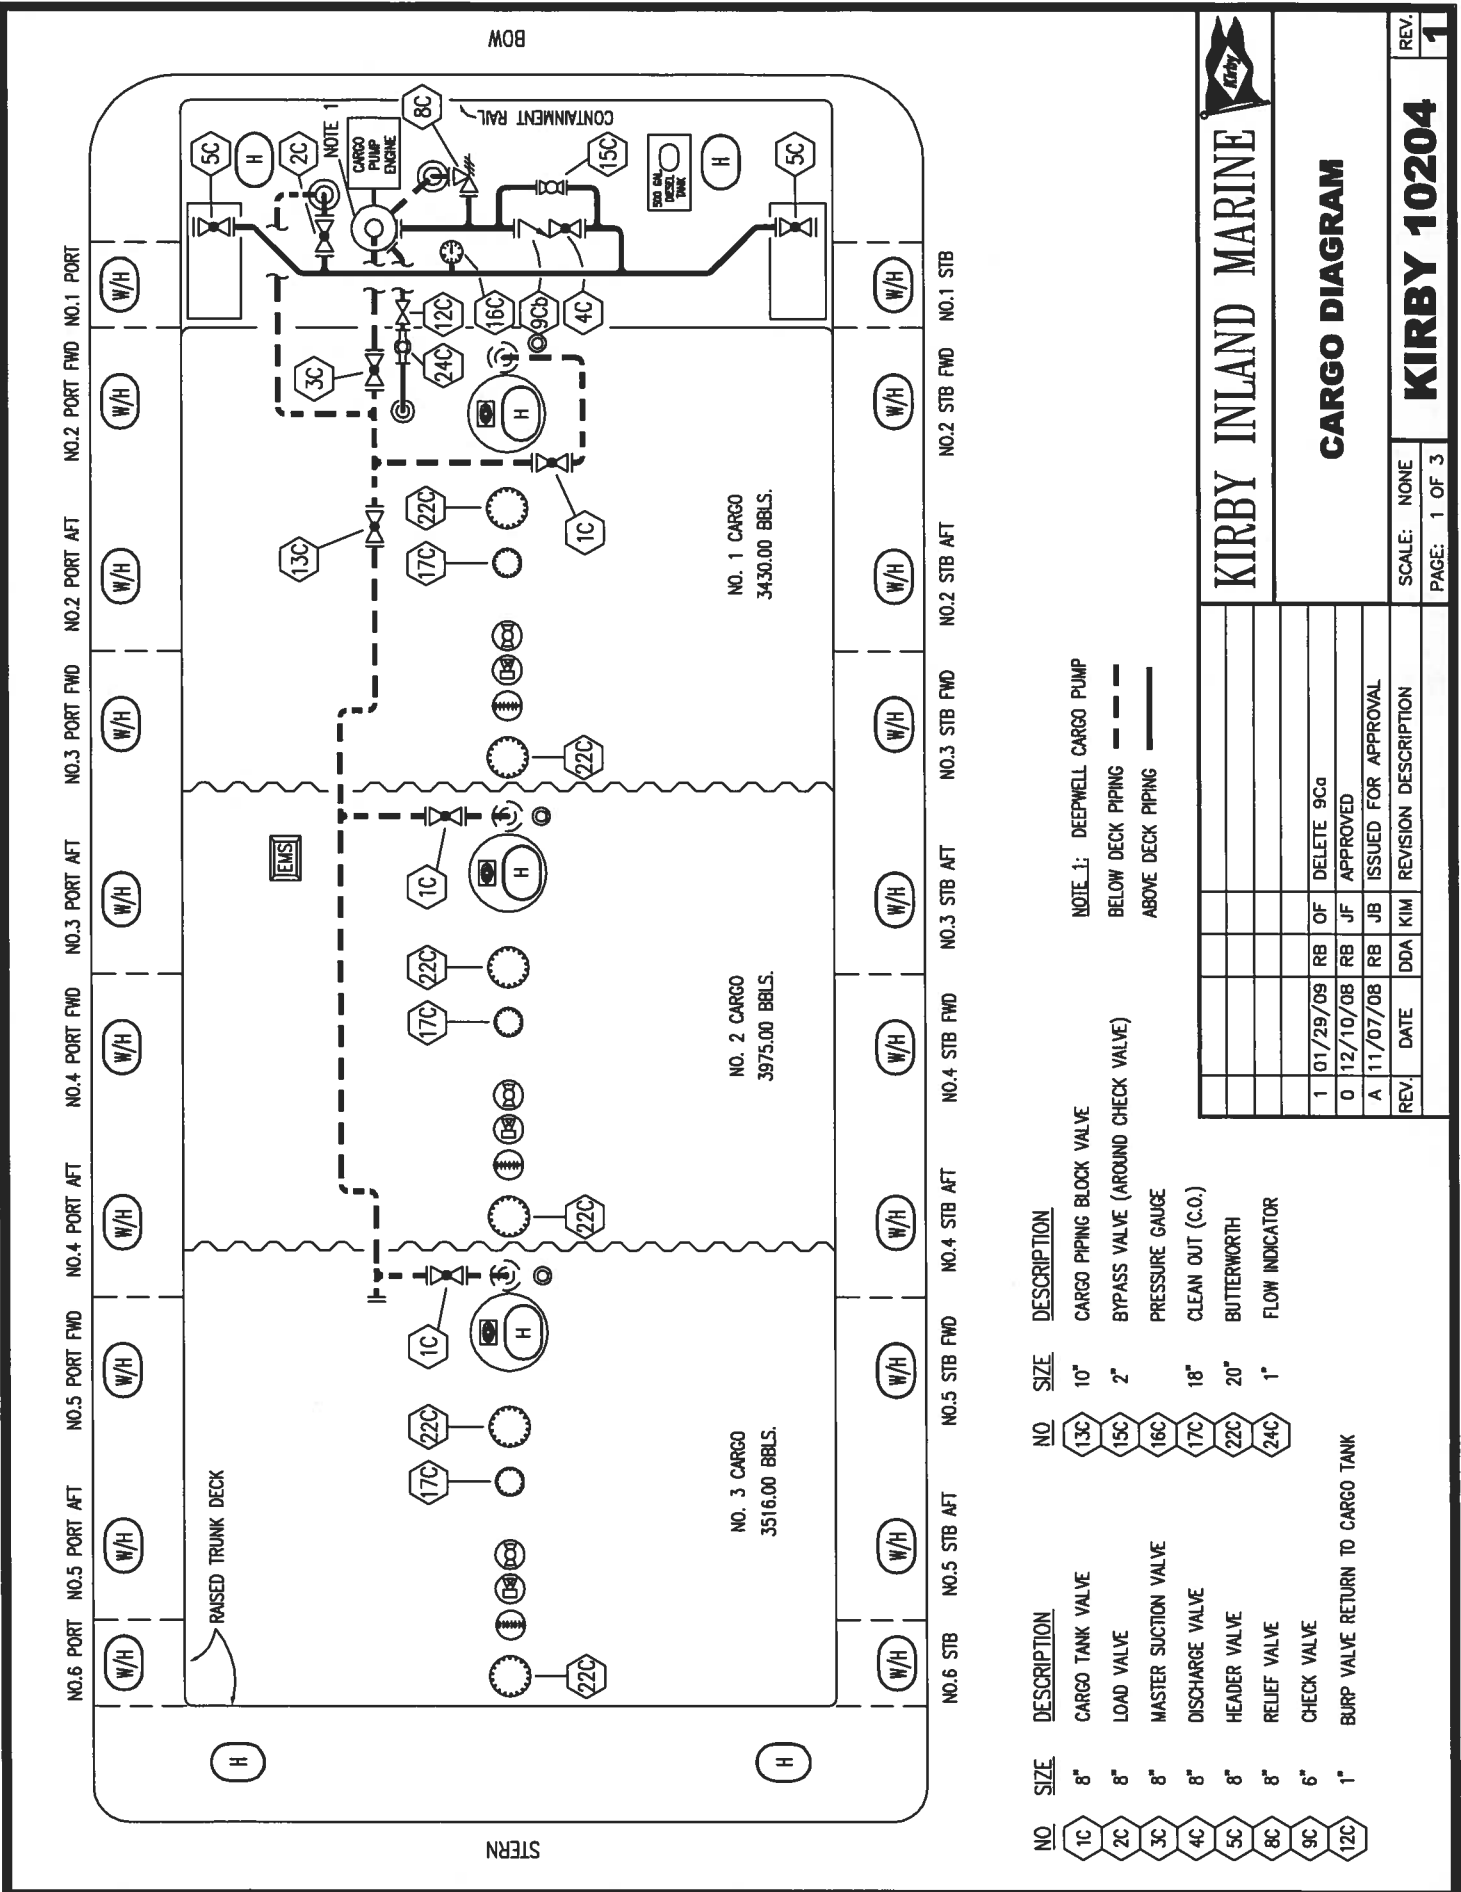 BOW
STERN
NO.6 PORT
NO.5 PORT AFT
NO.5 PORT FWD
NO.4 PORT AFT
NO.4 PORT FWD
NO.3 PORT AFT
NO.3 PORT FWD
NO.2 PORT AFT
NO.2 PORT FWD
NO.1 PORT
W/H
W/H
W/H
W/H
W/H
W/H
W/H
W/H
W/H
W/H
RAISED TRUNK DECK
EMS
13C
3C
5C
H
2C
NOTE 1
CARGO
PUMP
ENGINE
8C
CONTAINMENT RAIL
15C
500 GAL
DIESEL
TANK
H
5C
12C
24C
16C
9Cb
4C
H
H
22C
17C
1C
H
22C
22C
17C
1C
H
22C
22C
17C
1C
H
22C
1C
NO. 3 CARGO
3516.00 BBLS.
NO. 2 CARGO
3975.00 BBLS.
NO. 1 CARGO
3430.00 BBLS.
W/H
W/H
W/H
W/H
W/H
W/H
W/H
W/H
W/H
W/H
NO.6 STB
NO.5 STB AFT
NO.5 STB FWD
NO.4 STB AFT
NO.4 STB FWD
NO.3 STB AFT
NO.3 STB FWD
NO.2 STB AFT
NO.2 STB FWD
NO.1 STB
NO SIZE DESCRIPTION
1C 8" CARGO TANK VALVE
2C 8" LOAD VALVE
3C 8" MASTER SUCTION VALVE
4C 8" DISCHARGE VALVE
5C 8" HEADER VALVE
8C 8" RELIEF VALVE
9C 6" CHECK VALVE
12C 1" BURP VALVE RETURN TO CARGO TANK
NO SIZE DESCRIPTION
13C 10" CARGO PIPING BLOCK VALVE
15C 2" BYPASS VALVE (AROUND CHECK VALVE)
16C PRESSURE GAUGE
17C 18" CLEAN OUT (C.O.)
22C 20" BUTTERWORTH
24C 1" FLOW INDICATOR
NOTE 1: DEEPWELL CARGO PUMP
BELOW DECK PIPING
ABOVE DECK PIPING
1 01/29/09 RB OF DELETE 9Ca
0 12/10/08 RB JF APPROVED
A 11/07/08 RB JB ISSUED FOR APPROVAL
REV. DATE DDA KIM REVISION DESCRIPTION
KIRBY INLAND MARINE
Kirby
CARGO DIAGRAM
SCALE: NONE
PAGE: 1 OF 3
KIRBY 10204
REV.
1